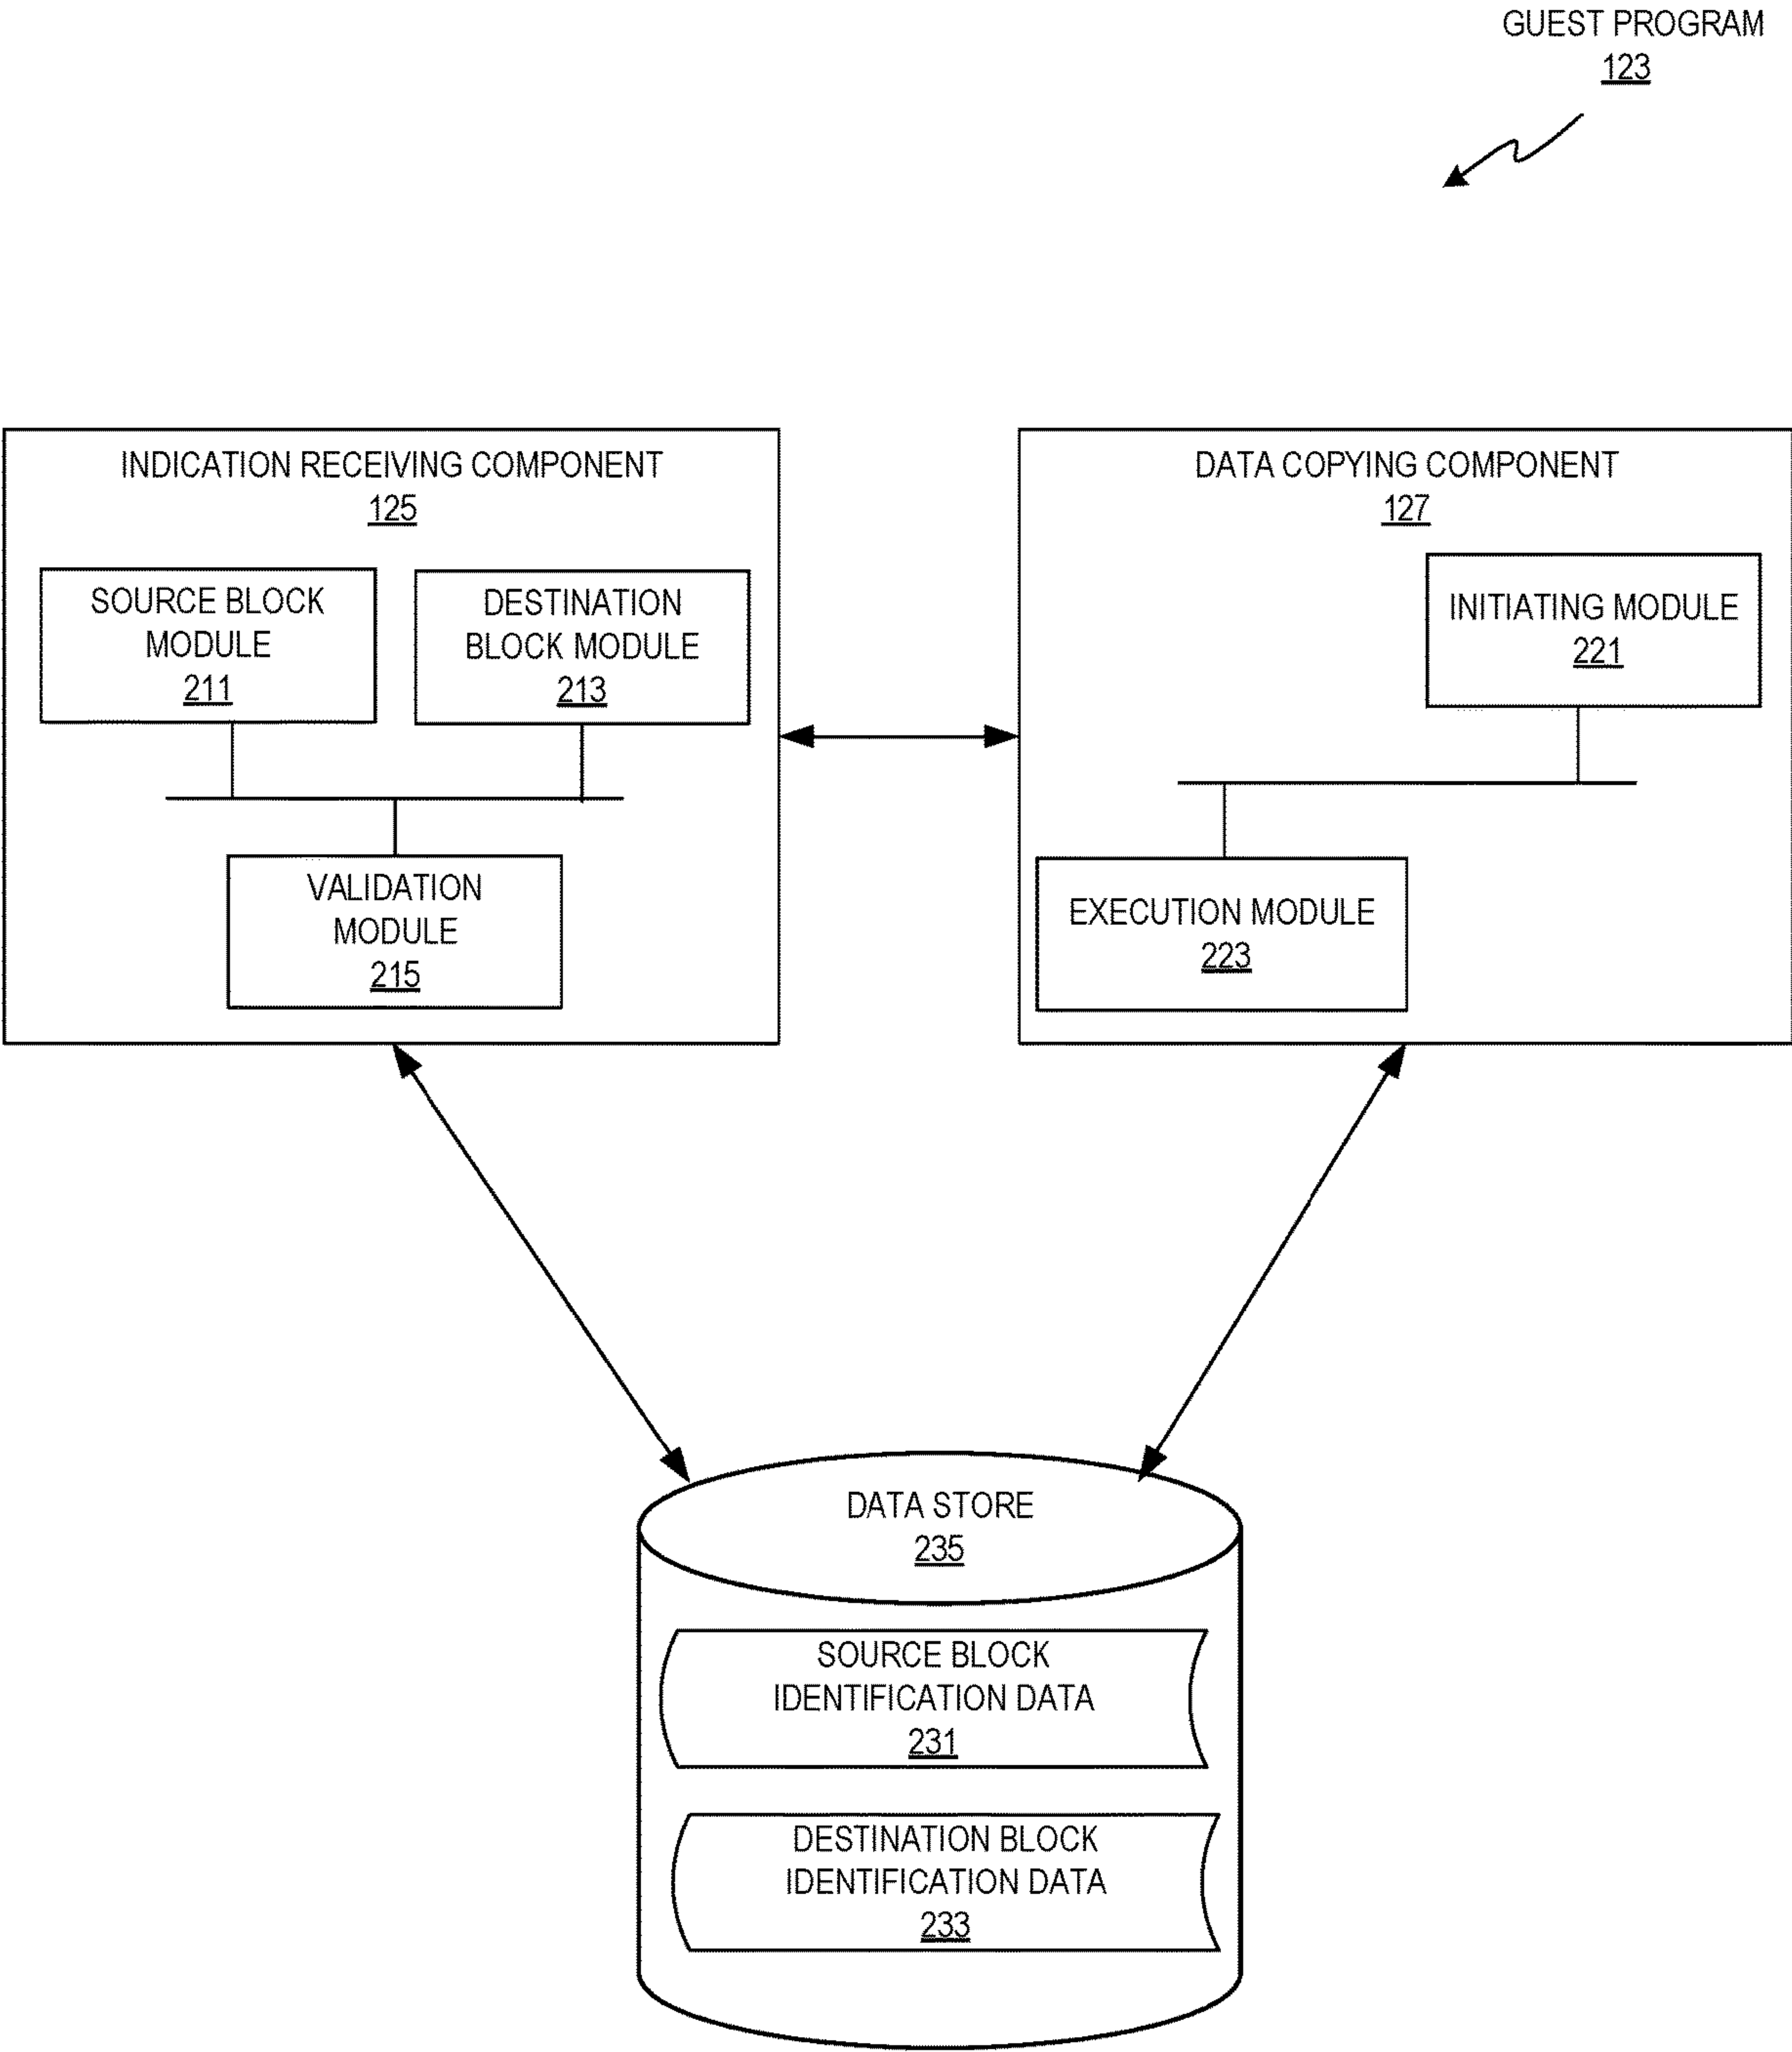 GUEST PROGRAM
123
INDICATION RECEIVING COMPONENT
125
SOURCE BLOCK
MODULE
211
DESTINATION
BLOCK MODULE
213
VALIDATION
MODULE
215
DATA COPYING COMPONENT
127
INITIATING MODULE
221
EXECUTION MODULE
223
DATA STORE
235
SOURCE BLOCK
IDENTIFICATION DATA
231
DESTINATION BLOCK
IDENTIFICATION DATA
233